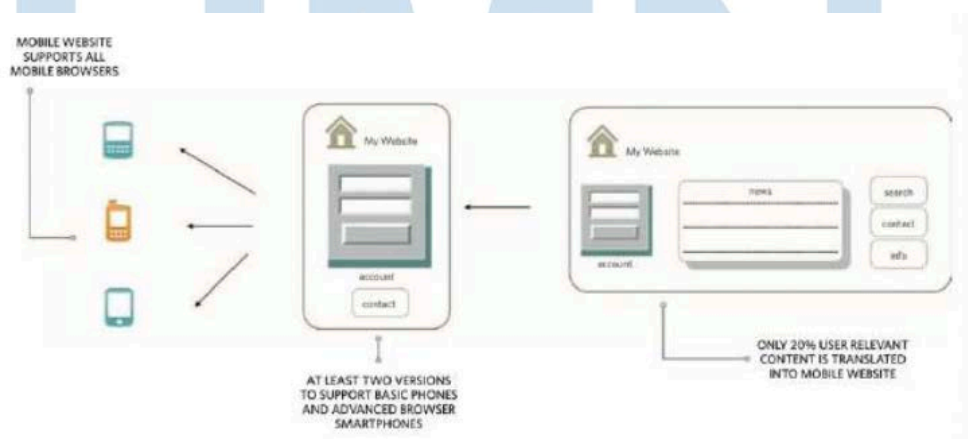 MOBILE WEBSITE
SUPPORTS ALL
MOBILE BROWSERS
My Website
account
contact
AT LEAST TWO VERSIONS
TO SUPPORT BASIC PHONES
AND ADVANCED BROWSER
SMARTPHONES
My Website
account
news
search
contact
ONLY 20% USER RELEVANT
CONTENT IS TRANSLATED
INTO MOBILE WEBSITE